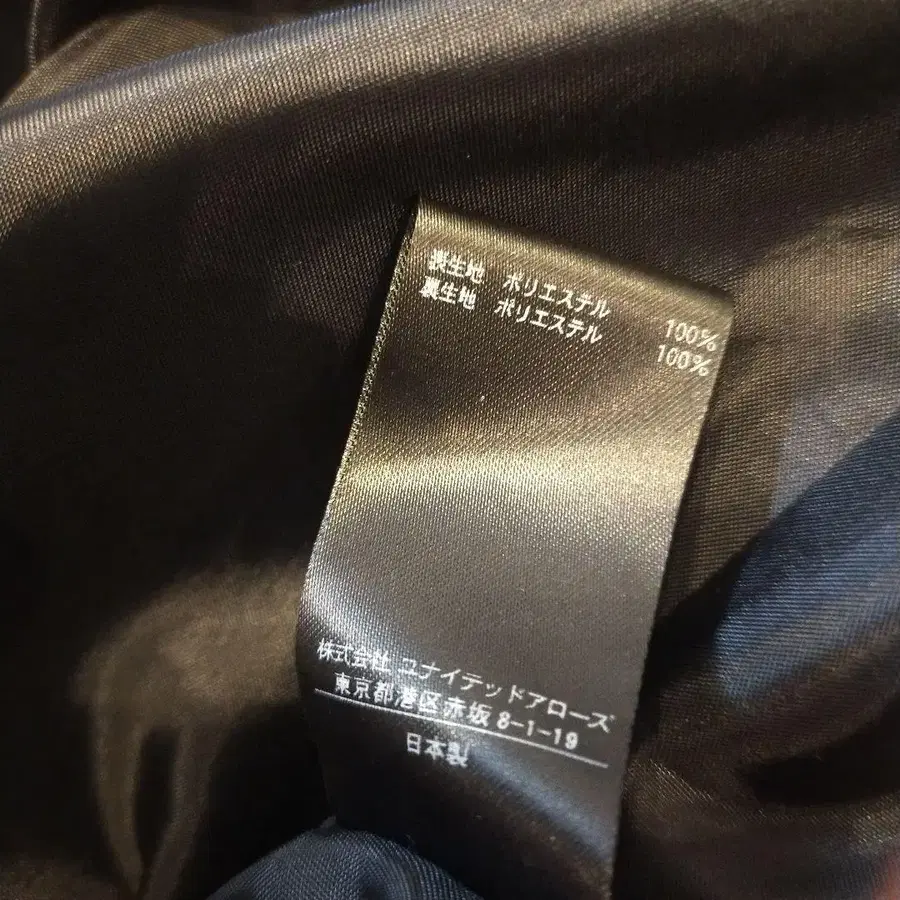 表生地 ポリエステル 100%
裏生地 ポリエステル 100%
株式会社 ユナイテッドアローズ
東京都港区赤坂 8-1-19
日本製